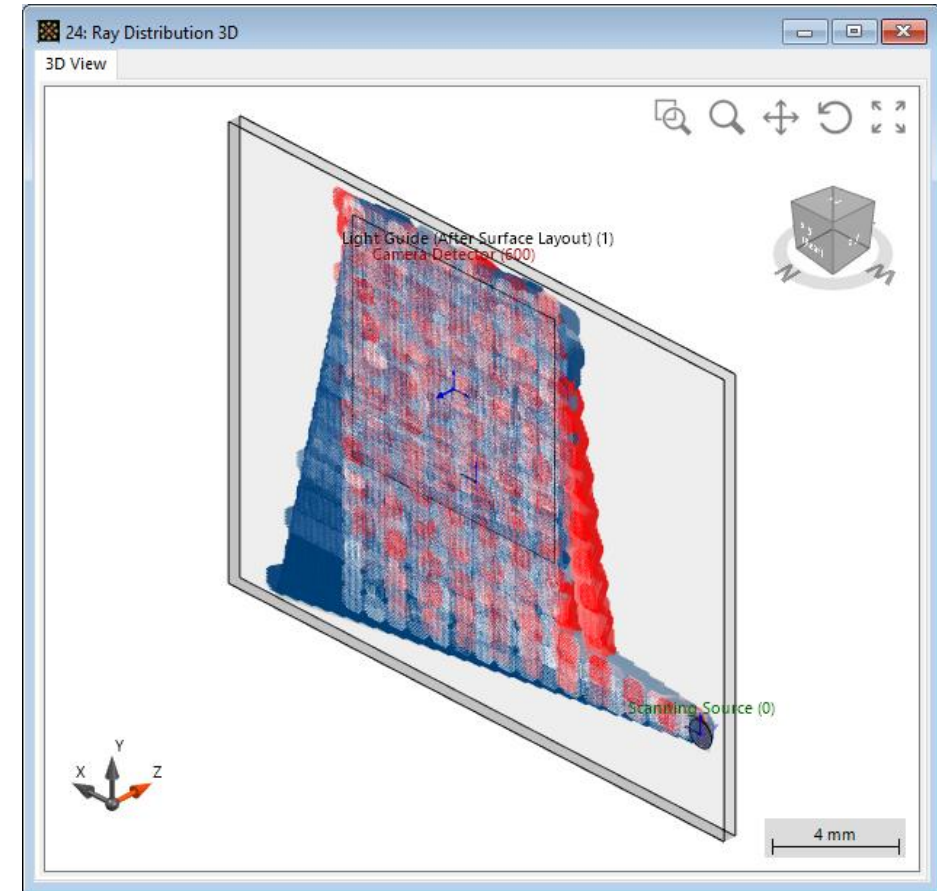 24: Ray Distribution 3D
3D View
Light Guide (After Surface Layout) (1)
Camera Detector (600)
Scanning Source (0)
Y
X
Z
4 mm